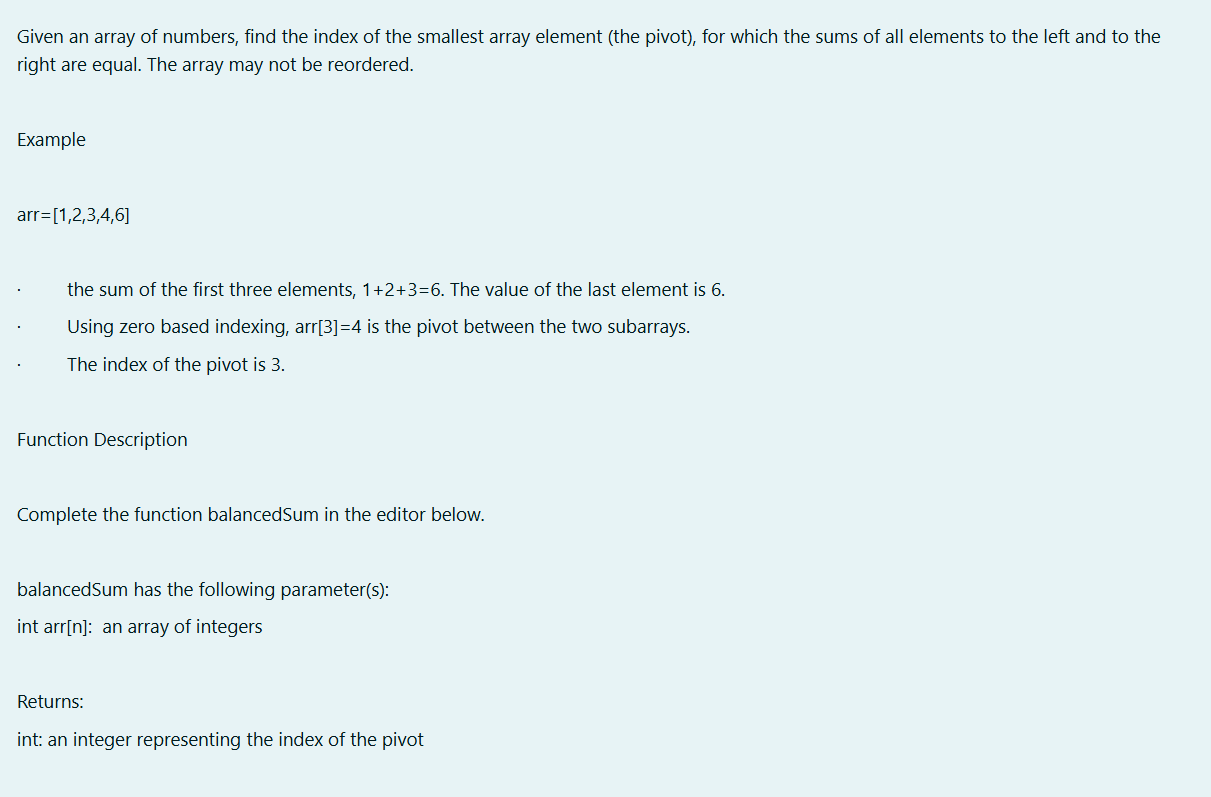 Given an array of numbers, find the index of the smallest array element (the pivot), for which the sums of all elements to the left and to the
right are equal. The array may not be reordered.
Example
arr=[1,2,3,4,6]
· the sum of the first three elements, 1+2+3=6. The value of the last element is 6.
· Using zero based indexing, arr[3]=4 is the pivot between the two subarrays.
· The index of the pivot is 3.
Function Description
Complete the function balancedSum in the editor below.
balancedSum has the following parameter(s):
int arr[n]:  an array of integers
Returns:
int: an integer representing the index of the pivot